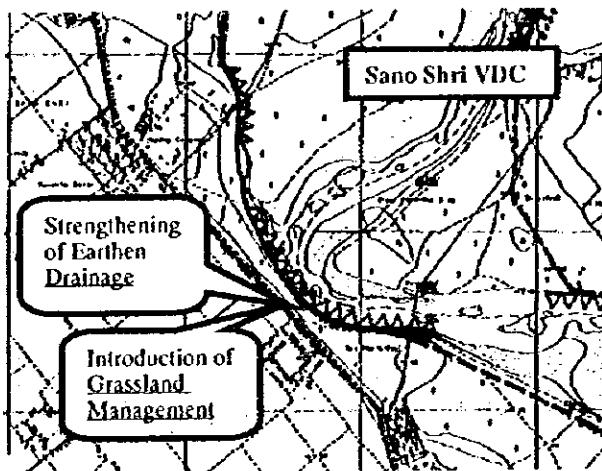 Sano Shri VDC
Strengthening
of Earthen
Drainage
Introduction of
Grassland
Management